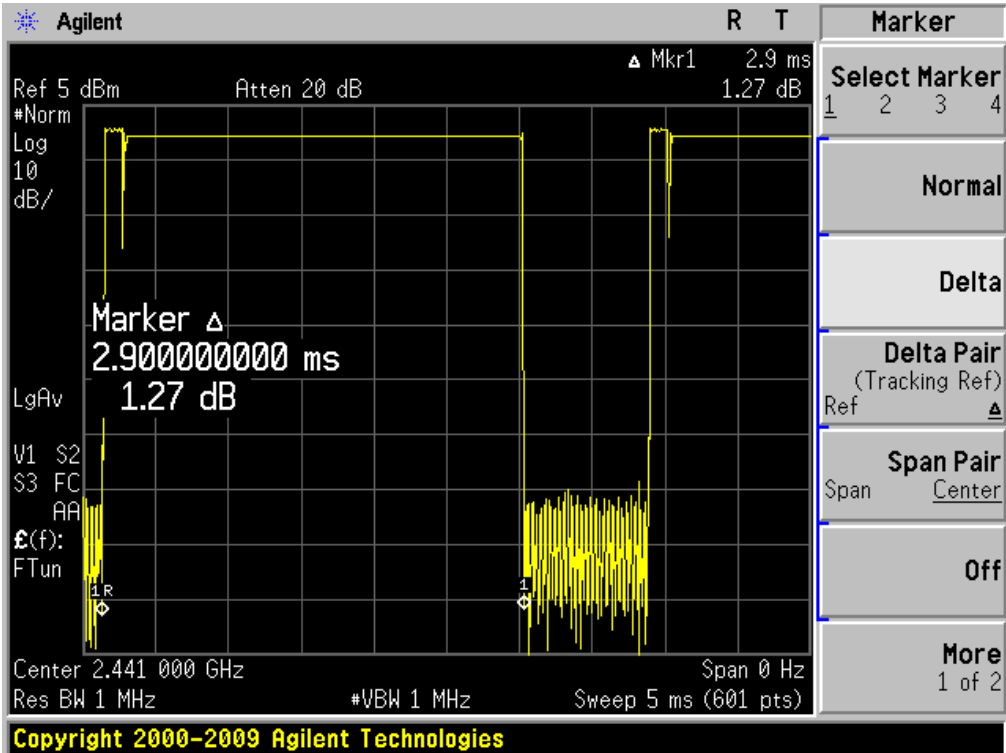 Agilent R T
Δ Mkr1 2.9 ms
Ref 5 dBm Atten 20 dB 1.27 dB
#Norm
Log
10
dB/
Marker Δ
2.900000000 ms
1.27 dB
LgAv
V1 S2
S3 FC
AA
£(f):
FTun
1R
1
Center 2.441 000 GHz Span 0 Hz
Res BW 1 MHz #VBW 1 MHz Sweep 5 ms (601 pts)
Copyright 2000-2009 Agilent Technologies
Marker
Select Marker
1 2 3 4
Normal
Delta
Delta Pair
(Tracking Ref)
Ref Δ
Span Pair
Span Center
Off
More
1 of 2